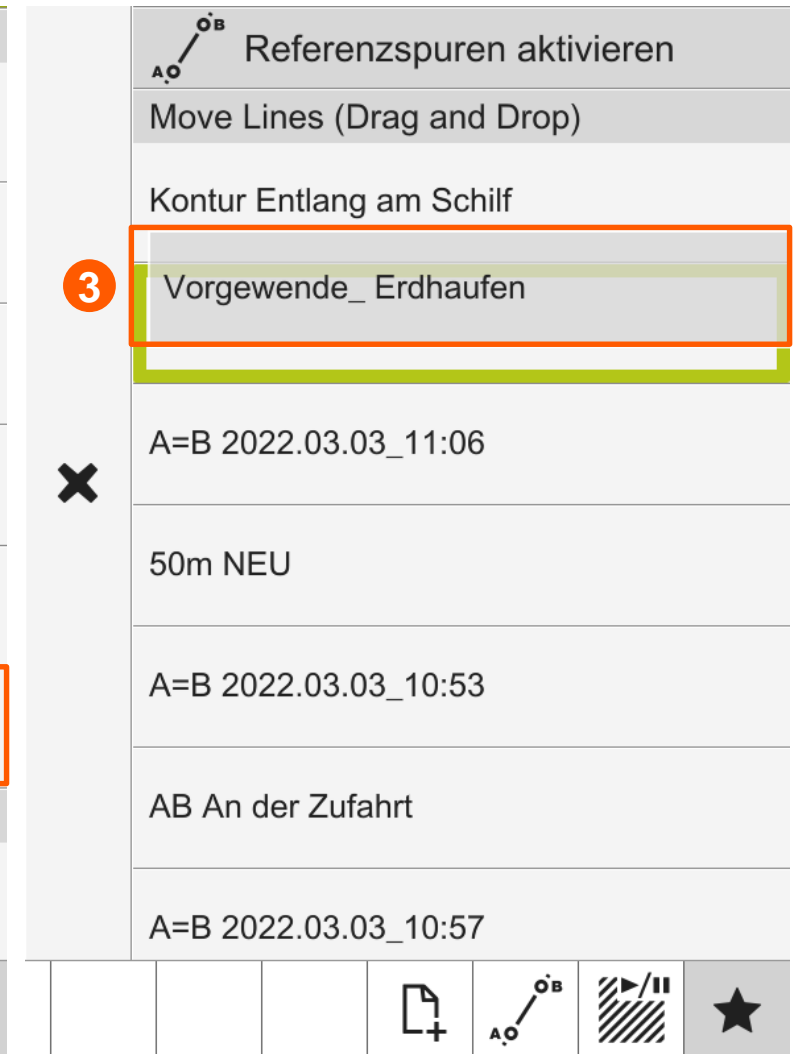 Referenzspuren aktivieren
Move Lines (Drag and Drop)
Kontur Entlang am Schilf
3
Vorgewende_ Erdhaufen
A=B 2022.03.03_11:06
50m NEU
A=B 2022.03.03_10:53
AB An der Zufahrt
A=B 2022.03.03_10:57